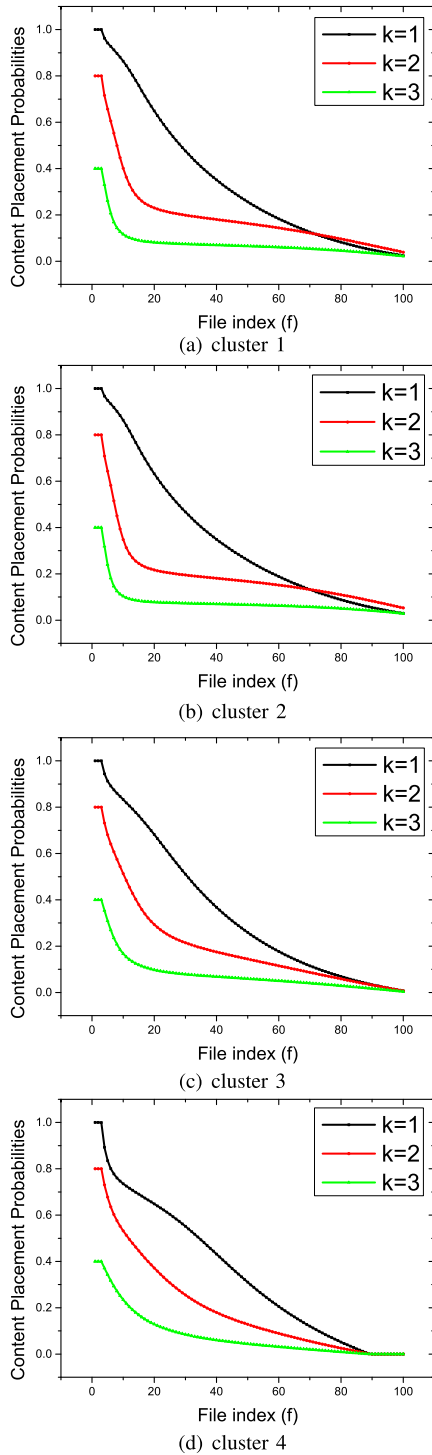 k=1
k=2
k=3
Content Placement Probabilities
1.0
0.8
0.6
0.4
0.2
0.0
0 20 40 60 80 100
File index (f)
(a) cluster 1
k=1
k=2
k=3
Content Placement Probabilities
1.0
0.8
0.6
0.4
0.2
0.0
0 20 40 60 80 100
File index (f)
(b) cluster 2
k=1
k=2
k=3
Content Placement Probabilities
1.0
0.8
0.6
0.4
0.2
0.0
0 20 40 60 80 100
File index (f)
(c) cluster 3
k=1
k=2
k=3
Content Placement Probabilities
1.0
0.8
0.6
0.4
0.2
0.0
0 20 40 60 80 100
File index (f)
(d) cluster 4